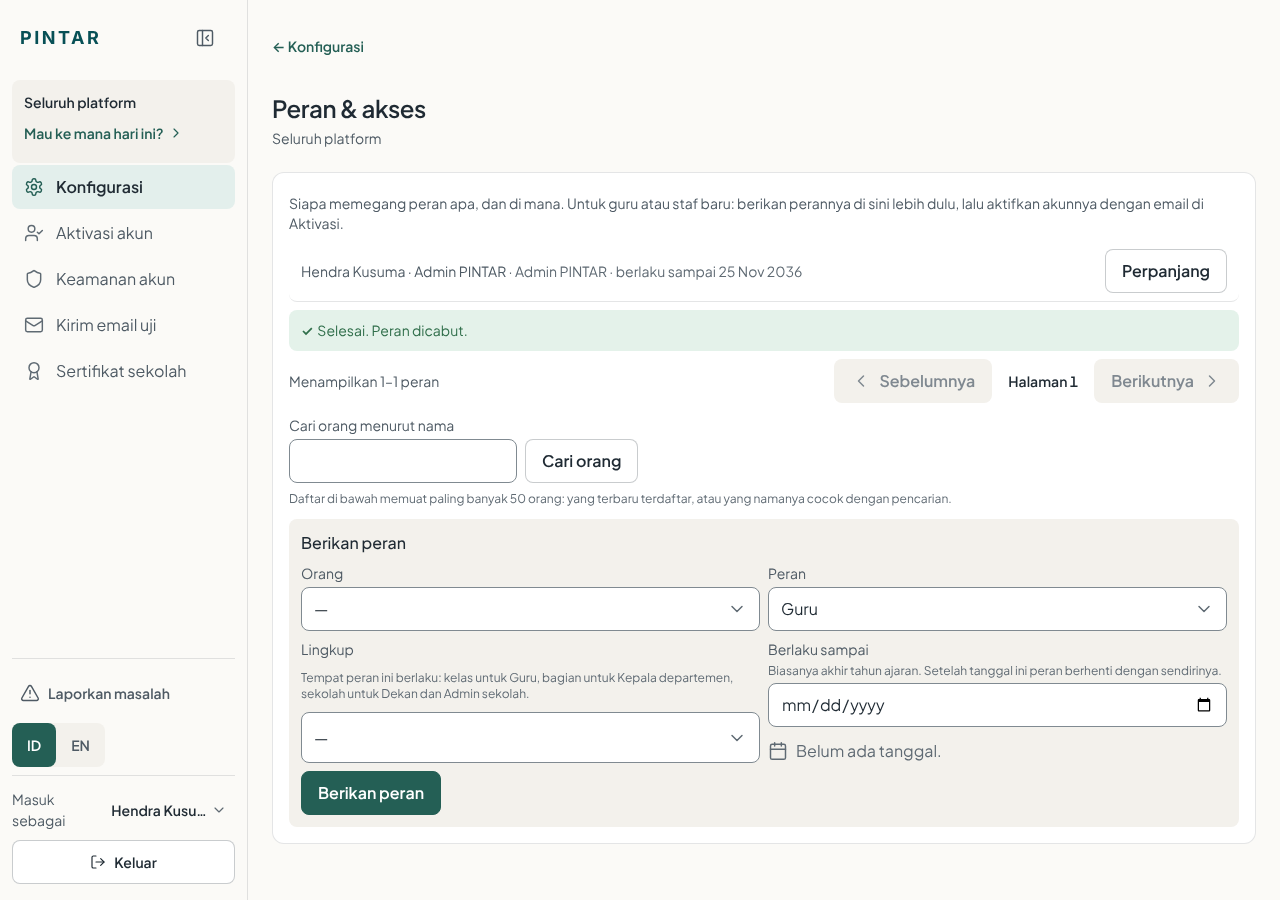 PINTAR
Seluruh platform
Mau ke mana hari ini?
Konfigurasi
Aktivasi akun
Keamanan akun
Kirim email uji
Sertifikat sekolah
Laporkan masalah
ID EN
Masuk sebagai
Hendra Kusu...
Keluar
← Konfigurasi
Peran & akses
Seluruh platform
Siapa memegang peran apa, dan di mana. Untuk guru atau staf baru: berikan perannya di sini lebih dulu, lalu aktifkan akunnya dengan email di
Aktivasi.
Hendra Kusuma · Admin PINTAR · Admin PINTAR · berlaku sampai 25 Nov 2036
Perpanjang
✓ Selesai. Peran dicabut.
Menampilkan 1–1 peran
Sebelumnya
Halaman 1
Berikutnya
Cari orang menurut nama
Cari orang
Daftar di bawah memuat paling banyak 50 orang: yang terbaru terdaftar, atau yang namanya cocok dengan pencarian.
Berikan peran
Orang
—
Peran
Guru
Lingkup
Tempat peran ini berlaku: kelas untuk Guru, bagian untuk Kepala departemen,
sekolah untuk Dekan dan Admin sekolah.
—
Berlaku sampai
Biasanya akhir tahun ajaran. Setelah tanggal ini peran berhenti dengan sendirinya.
mm/dd/yyyy
Belum ada tanggal.
Berikan peran